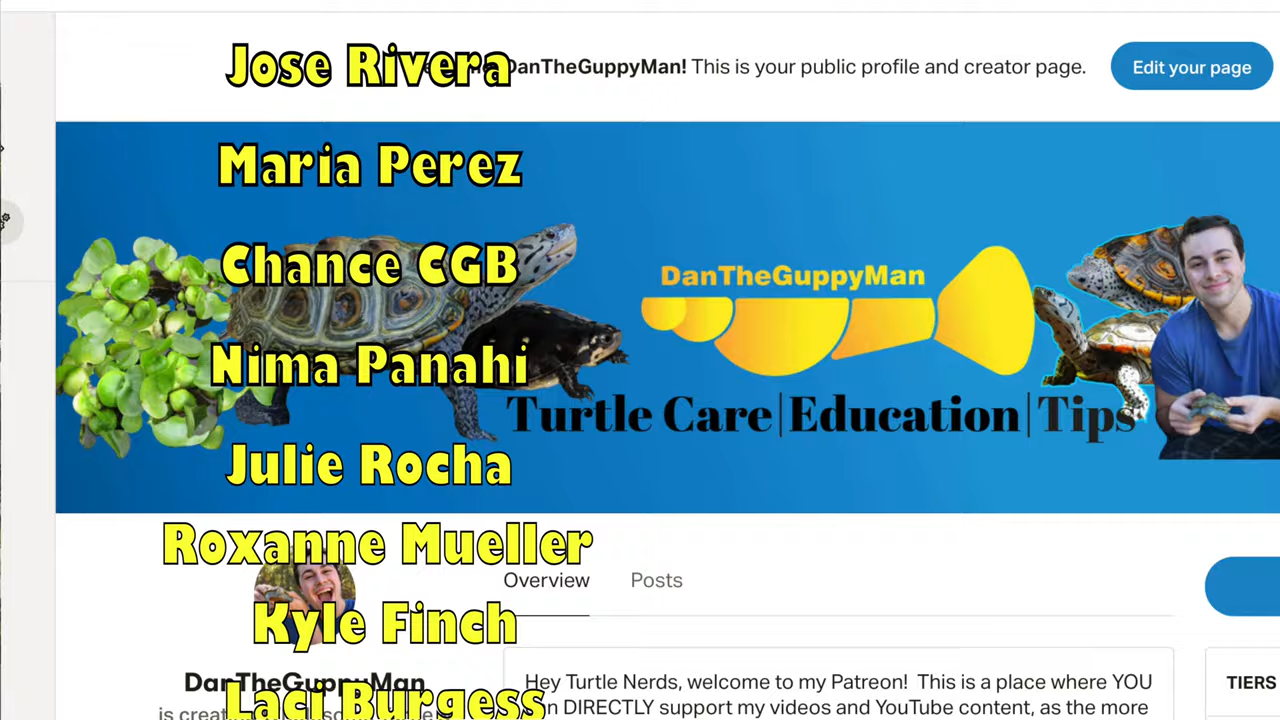 Jose Rivera
DanTheGuppyMan! This is your public profile and creator page.
Edit your page
Maria Perez
Chance CGB
DanTheGuppyMan
Nima Panahi
Turtle Care|Education|Tips
Julie Rocha
Roxanne Mueller
Overview
Posts
Kyle Finch
DanTheGuppyMan
Laci Burgess
Hey Turtle Nerds, welcome to my Patreon! This is a place where YOU
DIRECTLY support my videos and YouTube content, as the more
TIERS
is